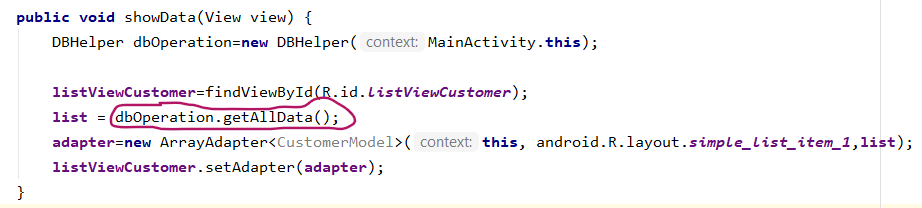 public void showData(View view) {
DBHelper dbOperation=new DBHelper( context: MainActivity.this);
listViewCustomer=findViewById(R.id.listViewCustomer);
list = dbOperation.getAllData();
adapter=new ArrayAdapter<CustomerModel>( context: this, android.R.layout.simple_list_item_1,list);
listViewCustomer.setAdapter(adapter);
}